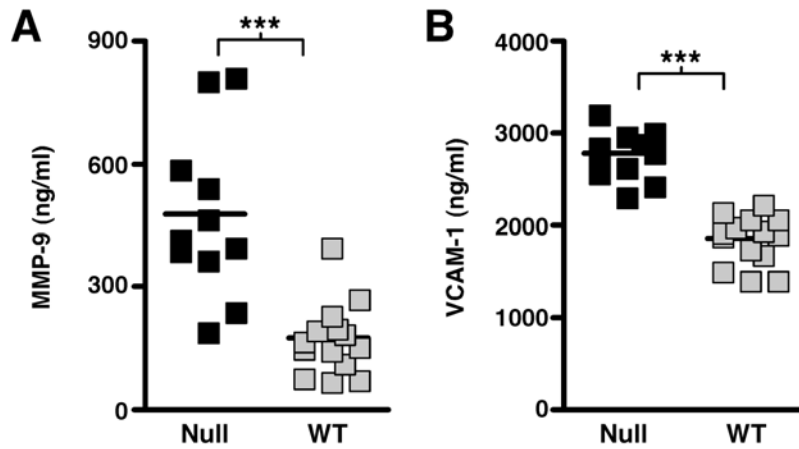 A
MMP-9 (ng/ml)
900
600
300
0
***
Null
WT
B
VCAM-1 (ng/ml)
4000
3000
2000
1000
0
***
Null
WT